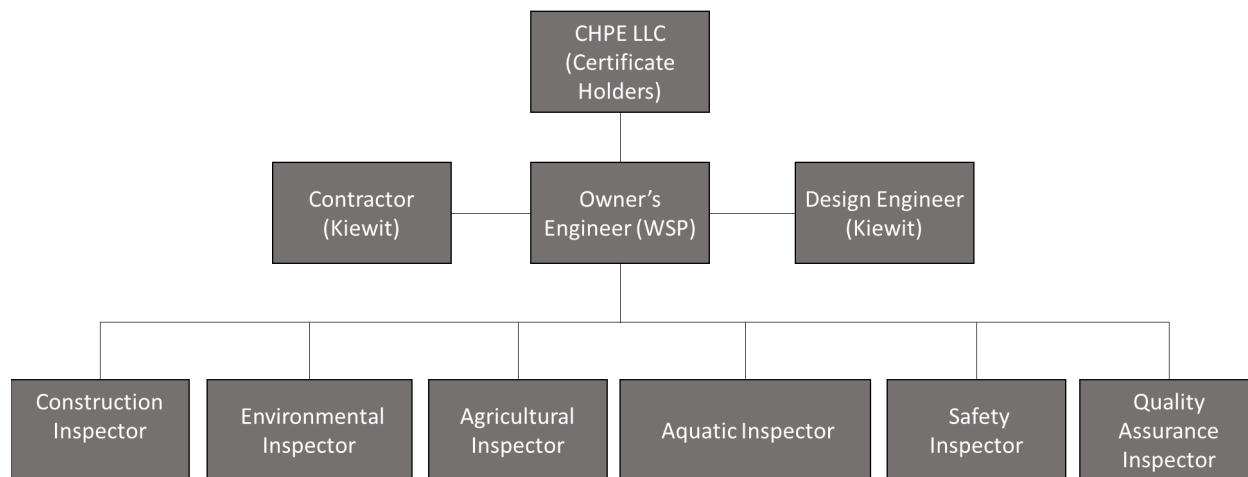 CHPE LLC
(Certificate
Holders)
Contractor
(Kiewit)
Owner’s
Engineer (WSP)
Design Engineer
(Kiewit)
Construction
Inspector
Environmental
Inspector
Agricultural
Inspector
Aquatic Inspector
Safety
Inspector
Quality
Assurance
Inspector